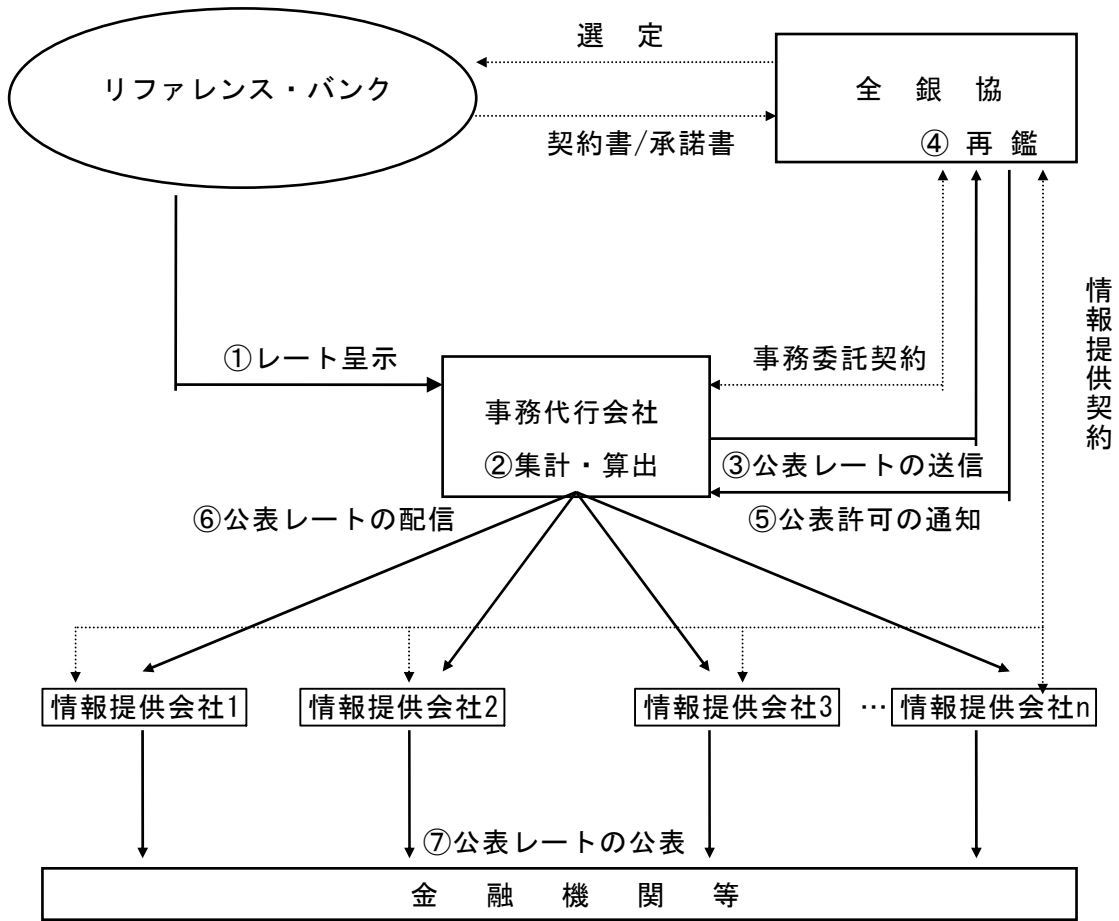 選 定
リファレンス・バンク
全 銀 協
契約書/承諾書
④再鑑
情報提供契約
①レート呈示
事務委託契約
事務代行会社
②集計・算出
③公表レートの送信
⑥公表レートの配信
⑤公表許可の通知
情報提供会社1
情報提供会社2
情報提供会社3
…
情報提供会社n
⑦公表レートの公表
金 融 機 関 等